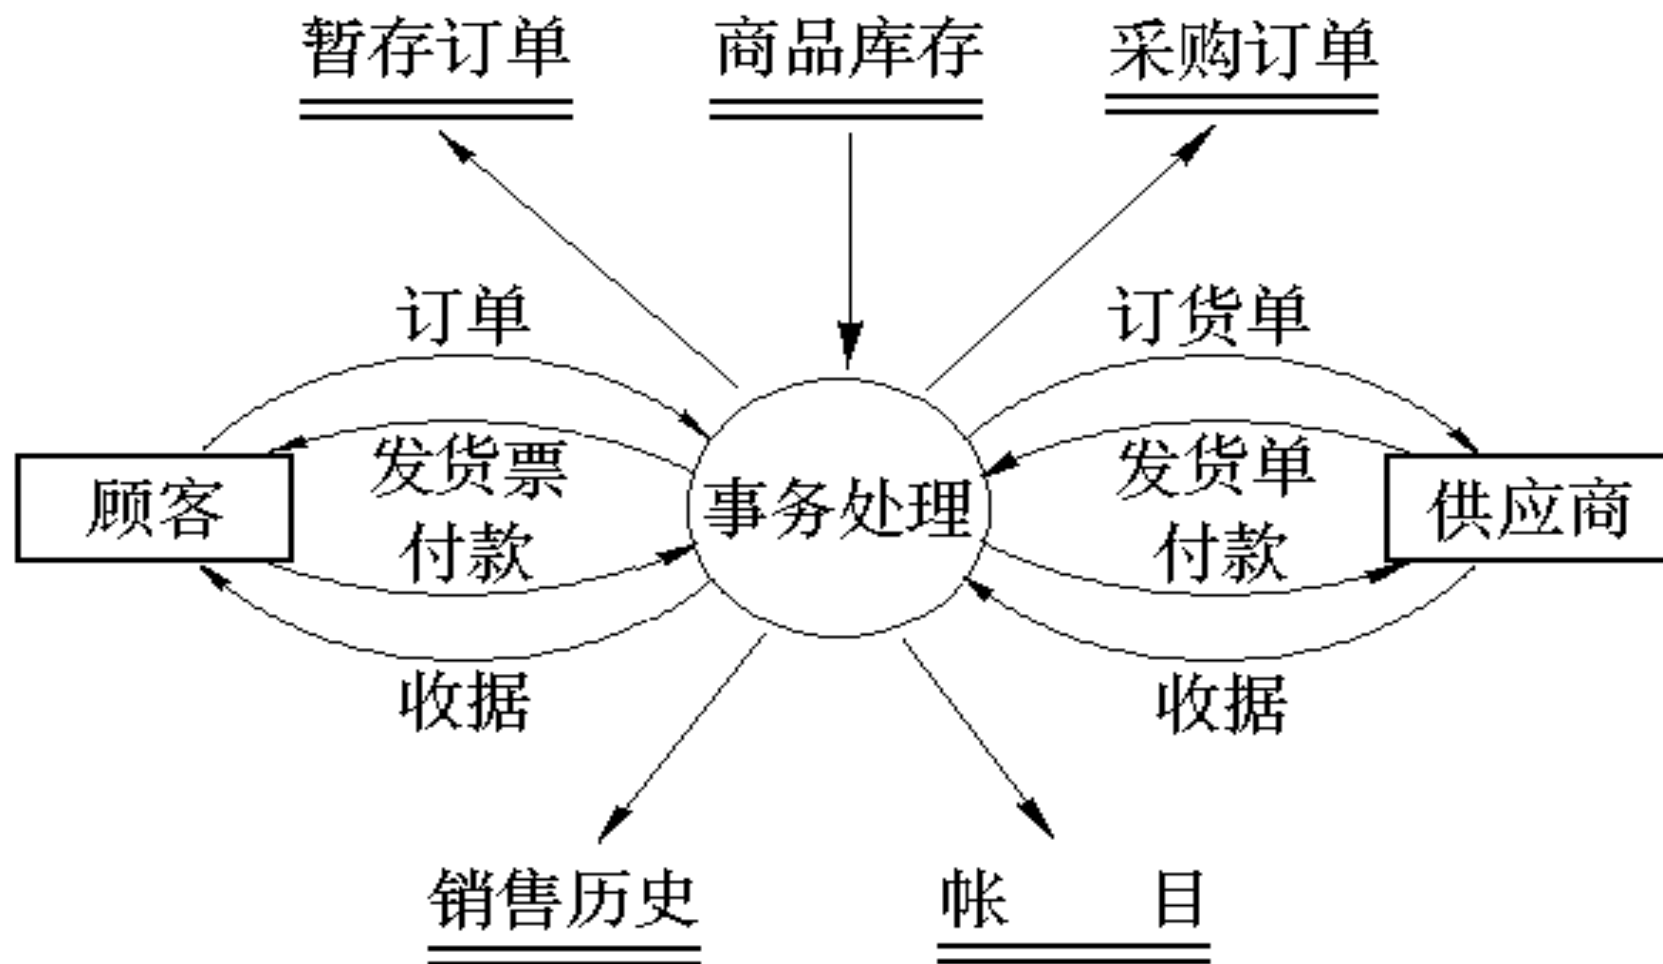 暂存订单
商品库存
采购订单
订单
订货单
发货票
发货单
顾客
事务处理
供应商
付款
付款
收据
收据
销售历史
帐 目